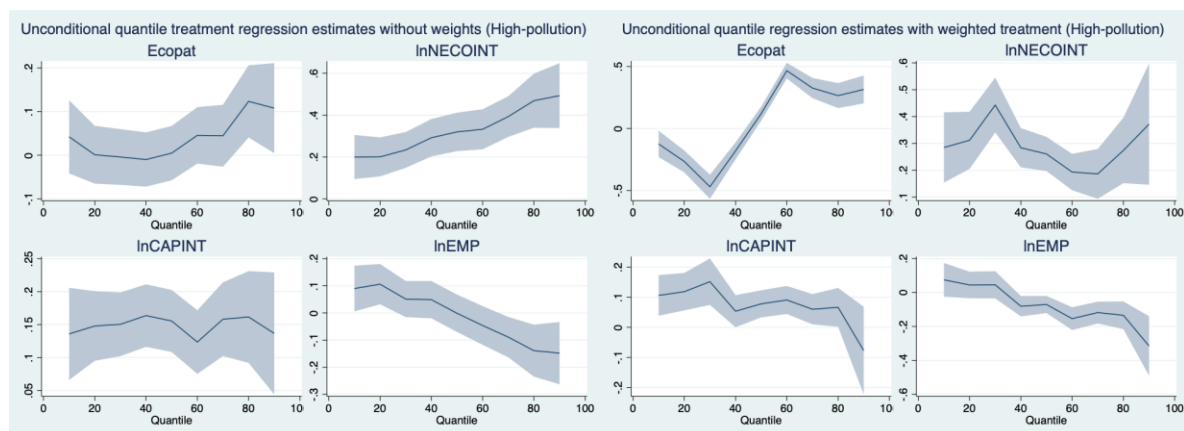 Unconditional quantile treatment regression estimates without weights (High-pollution)
Ecopat
lnNECOINT
.2
.1
0
-.1
0 20 40 60 80 10
Quantile
.6
.4
.2
0
0 20 40 60 80 100
Quantile
lnCAPINT
lnEMP
.25
.2
.15
.1
.05
0 20 40 60 80 10
Quantile
.2
.1
0
-.1
-.2
-.3
0 20 40 60 80 100
Quantile
Unconditional quantile regression estimates with weighted treatment (High-pollution)
Ecopat
lnNECOINT
.5
0
-.5
0 20 40 60 80 10
Quantile
.6
.5
.4
.3
.2
.1
0 20 40 60 80 100
Quantile
lnCAPINT
lnEMP
.2
.1
0
-.1
-.2
0 20 40 60 80 10
Quantile
.2
0
-.2
-.4
-.6
0 20 40 60 80 100
Quantile